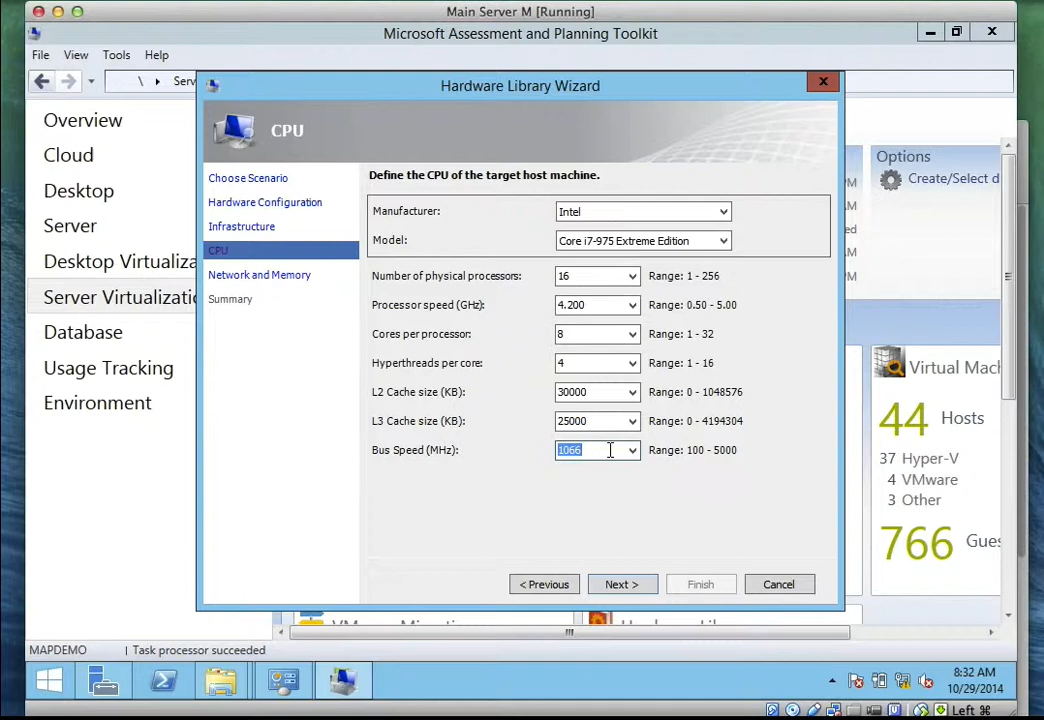 Main Server M [Running]
Microsoft Assessment and Planning Toolkit
File View Tools Help
\ Serv
Hardware Library Wizard
Overview
Cloud
Desktop
Server
Desktop Virtualiza
Server Virtualizatio
Database
Usage Tracking
Environment
CPU
Choose Scenario
Hardware Configuration
Infrastructure
CPU
Network and Memory
Summary
Define the CPU of the target host machine.
Manufacturer: Intel
Model: Core i7-975 Extreme Edition
Number of physical processors: 16 Range: 1 - 256
Processor speed (GHz): 4.200 Range: 0.50 - 5.00
Cores per processor: 8 Range: 1 - 32
Hyperthreads per core: 4 Range: 1 - 16
L2 Cache size (KB): 30000 Range: 0 - 1048576
L3 Cache size (KB): 25000 Range: 0 - 4194304
Bus Speed (MHz): 1066 Range: 100 - 5000
< Previous Next > Finish Cancel
Options
Create/Select d
PM
AM
PM
PM
Virtual Mach
44 Hosts
37 Hyper-V
4 VMware
3 Other
766 Gues
MAPDEMO Task processor succeeded
8:32 AM
10/29/2014
Left ⌘